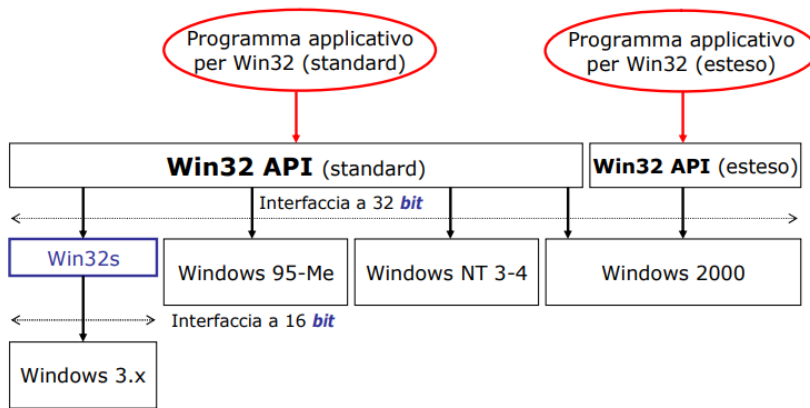 Programma applicativo
per Win32 (standard)
Programma applicativo
per Win32 (esteso)
Win32 API (standard)
Win32 API (esteso)
Interfaccia a 32 bit
Win32s
Windows 95-Me
Windows NT 3-4
Windows 2000
Interfaccia a 16 bit
Windows 3.x